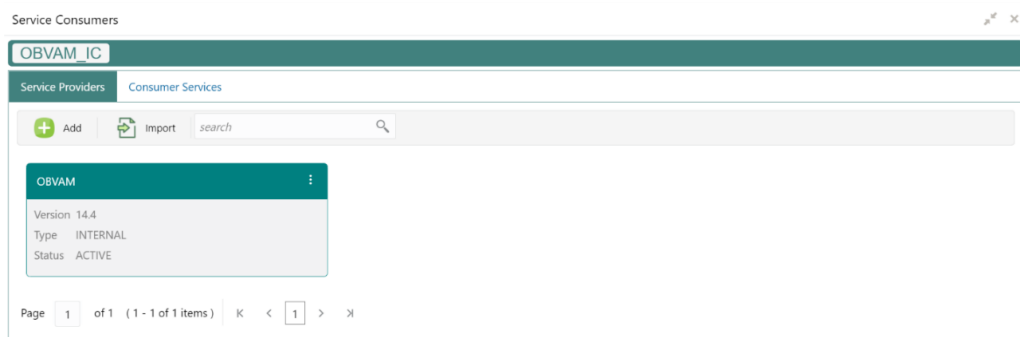 Service Consumers
OBVAM_IC
Service Providers Consumer Services
Add Import search
OBVAM
Version 14.4
Type INTERNAL
Status ACTIVE
Page 1 of 1 ( 1 - 1 of 1 items ) 1